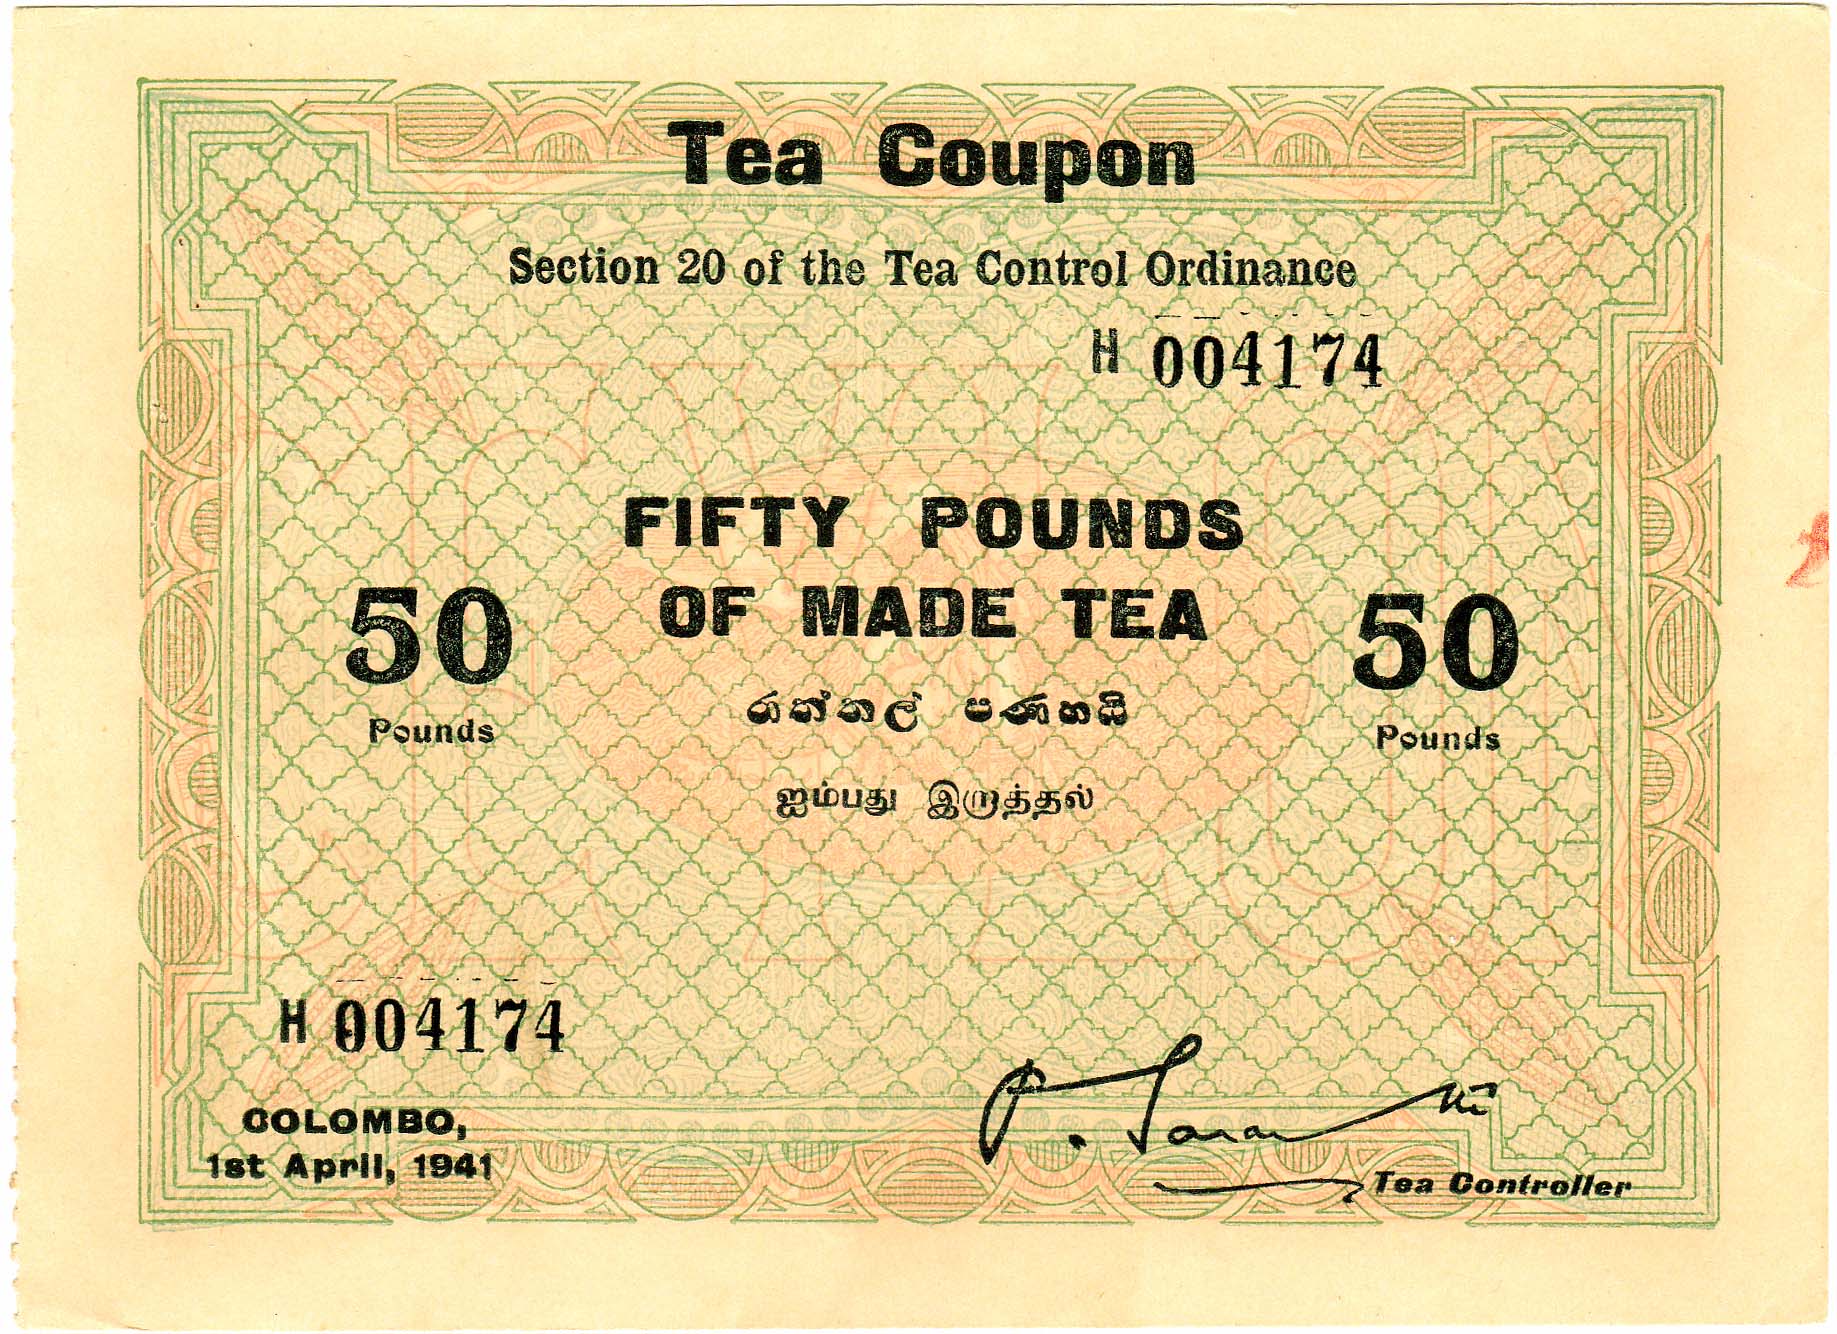 Tea Coupon
Section 20 of the Tea Control Ordinance
H 004174
FIFTY POUNDS
OF MADE TEA
50
Pounds
50
Pounds
රාත්තල් පණහයි
ஐம்பது இறாத்தல்
H 004174
COLOMBO,
1st April, 1941
Tea Controller